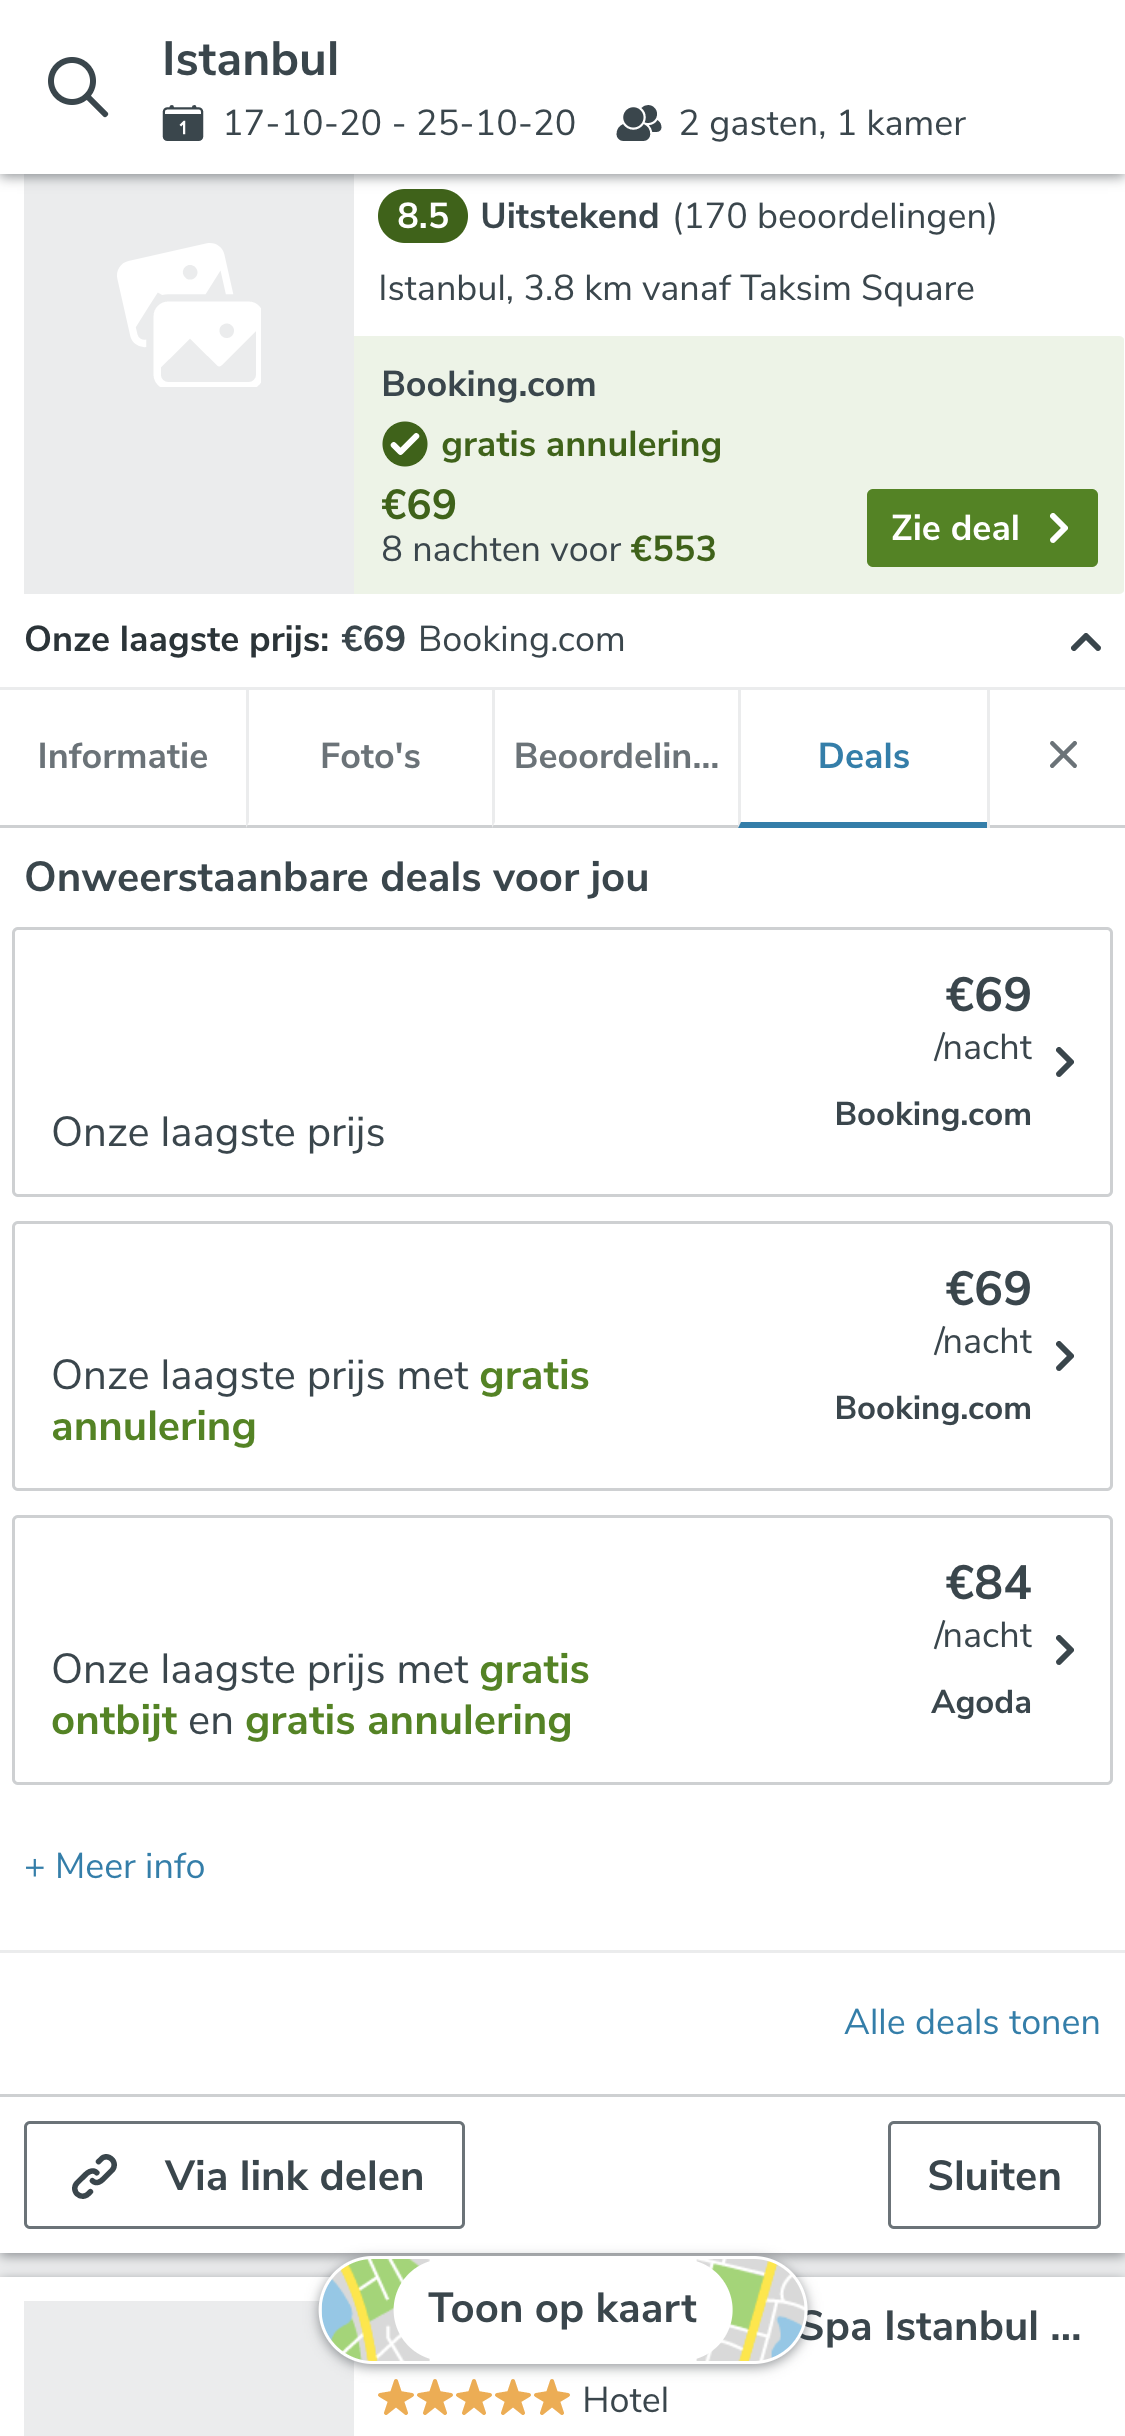 Istanbul
1
17-10-20 - 25-10-20
2 gasten, 1 kamer
8.5 Uitstekend (170 beoordelingen)
Istanbul, 3.8 km vanaf Taksim Square
Booking.com
gratis annulering
€69
8 nachten voor €553
Zie deal
Onze laagste prijs: €69 Booking.com
Informatie
Foto's
Beoordelin...
Deals
Onweerstaanbare deals voor jou
€69
/nacht
Booking.com
Onze laagste prijs
€69
/nacht
Booking.com
Onze laagste prijs met gratis
annulering
€84
/nacht
Agoda
Onze laagste prijs met gratis
ontbijt en gratis annulering
+ Meer info
Alle deals tonen
Via link delen
Sluiten
Toon op kaart
Spa Istanbul ...
Hotel